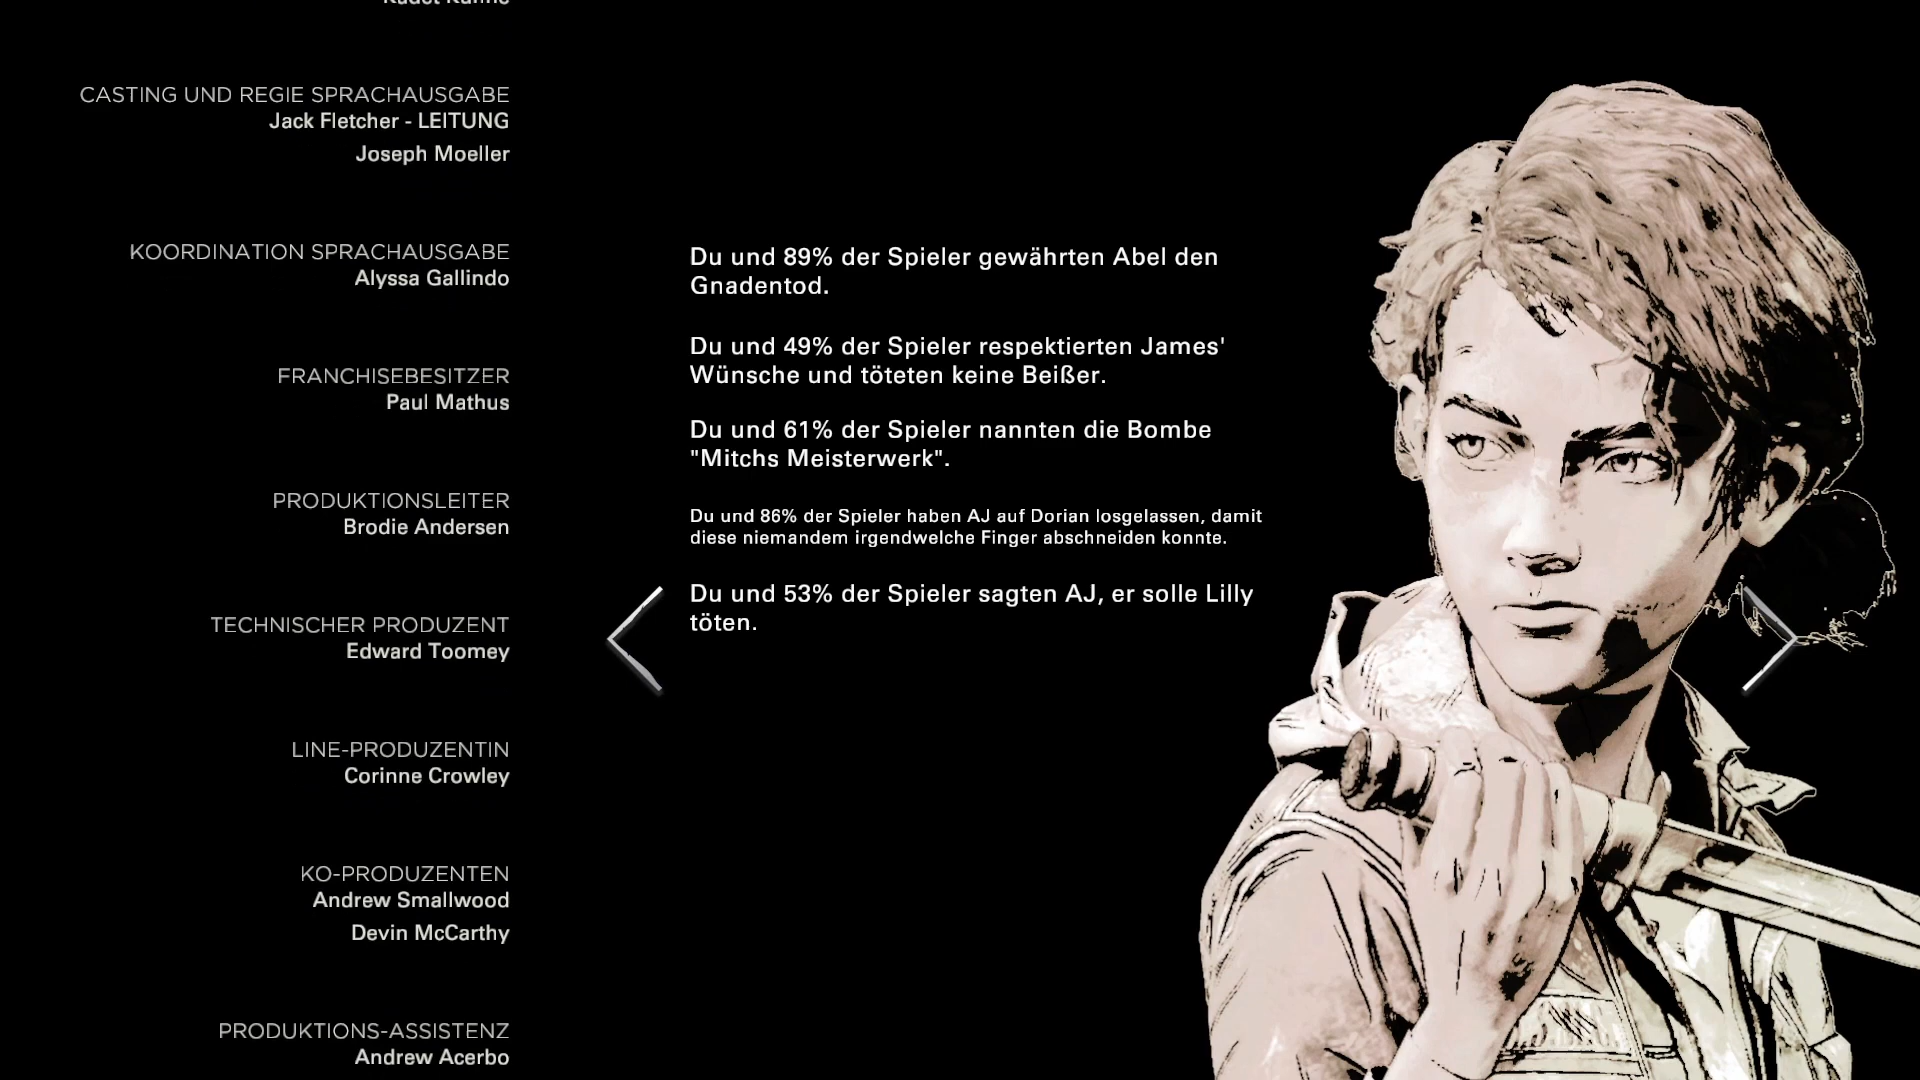 CASTING UND REGIE SPRACHAUSGABE
Jack Fletcher - LEITUNG
Joseph Moeller
KOORDINATION SPRACHAUSGABE
Alyssa Gallindo
FRANCHISEBESITZER
Paul Mathus
PRODUKTIONSLEITER
Brodie Andersen
TECHNISCHER PRODUZENT
Edward Toomey
LINE-PRODUZENTIN
Corinne Crowley
KO-PRODUZENTEN
Andrew Smallwood
Devin McCarthy
PRODUKTIONS-ASSISTENZ
Andrew Acerbo
Du und 89% der Spieler gewährten Abel den
Gnadentod.
Du und 49% der Spieler respektierten James'
Wünsche und töteten keine Beißer.
Du und 61% der Spieler nannten die Bombe
"Mitchs Meisterwerk".
Du und 86% der Spieler haben AJ auf Dorian losgelassen, damit
diese niemandem irgendwelche Finger abschneiden konnte.
Du und 53% der Spieler sagten AJ, er solle Lilly
töten.